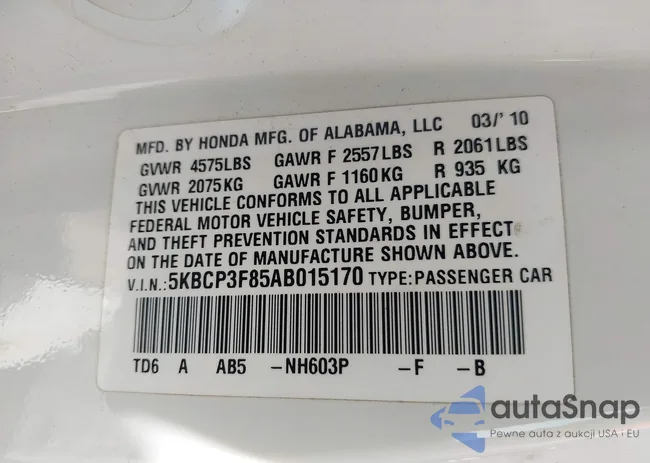 MFD. BY HONDA MFG. OF ALABAMA, LLC 03/'10
GVWR 4575LBS GAWR F 2557LBS R 2061LBS
GVWR 2075KG GAWR F 1160KG R 935 KG
THIS VEHICLE CONFORMS TO ALL APPLICABLE
FEDERAL MOTOR VEHICLE SAFETY, BUMPER,
AND THEFT PREVENTION STANDARDS IN EFFECT
ON THE DATE OF MANUFACTURE SHOWN ABOVE.
V.I.N.:5KBCP3F85AB015170 TYPE:PASSENGER CAR
TD6 A AB5 -NH603P -F -B
autaSnap
Pewne auta z aukcji USA i EU